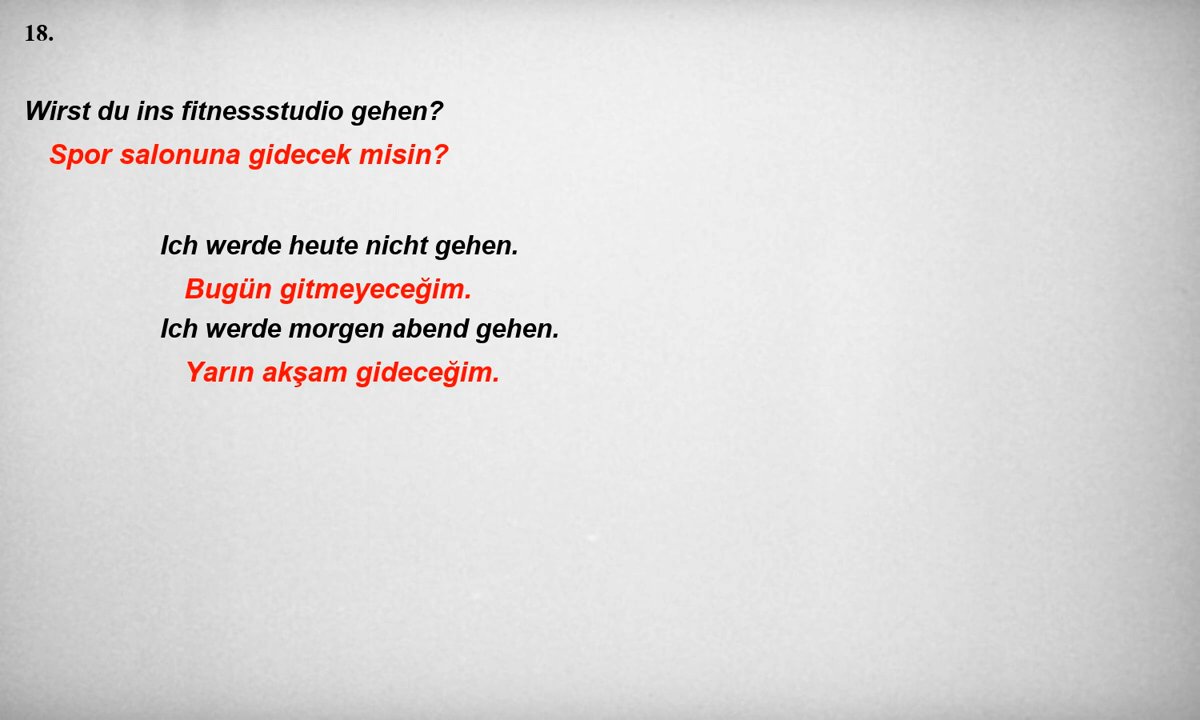 18.
Wirst du ins fitnessstudio gehen?
Spor salonuna gidecek misin?
Ich werde heute nicht gehen.
Bugün gitmeyeceğim.
Ich werde morgen abend gehen.
Yarın akşam gideceğim.